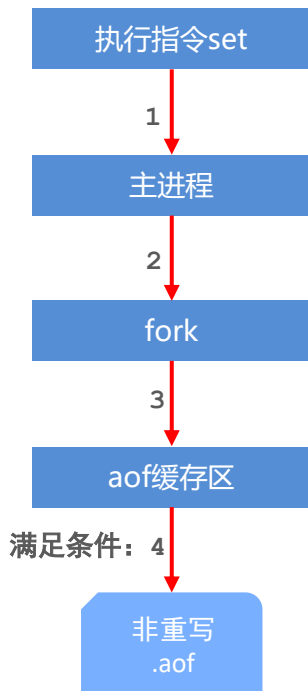 执行指令set
1
主进程
2
fork
3
aof缓存区
满足条件：4
非重写
.aof